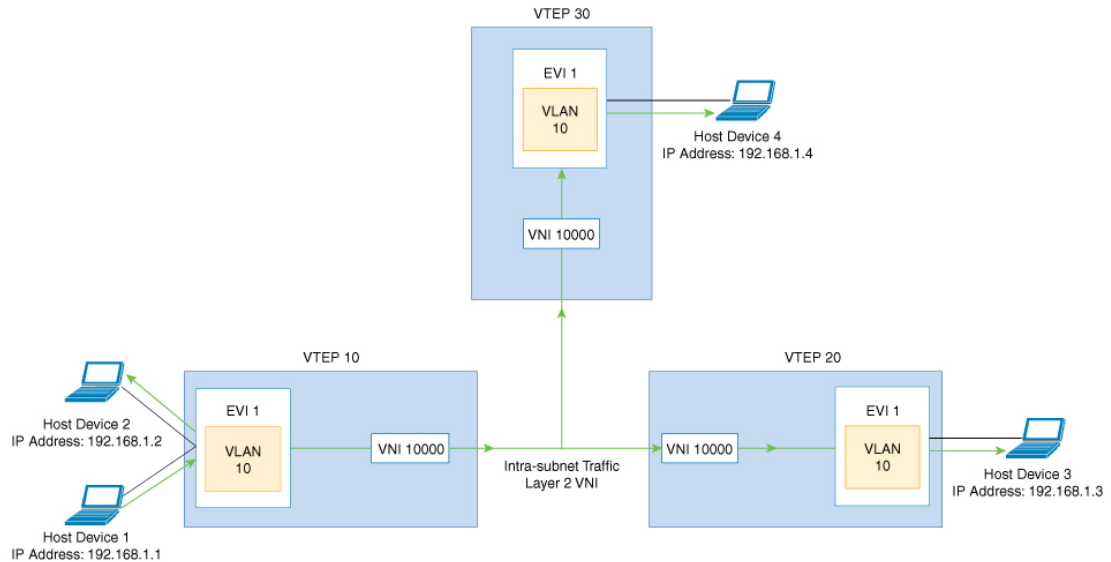 VTEP 30
EVI 1
VLAN
10
Host Device 4
IP Address: 192.168.1.4
VNI 10000
VTEP 10
VTEP 20
Host Device 2
IP Address: 192.168.1.2
EVI 1
VLAN
10
VNI 10000
Intra-subnet Traffic
Layer 2 VNI
VNI 10000
EVI 1
VLAN
10
Host Device 3
IP Address: 192.168.1.3
Host Device 1
IP Address: 192.168.1.1